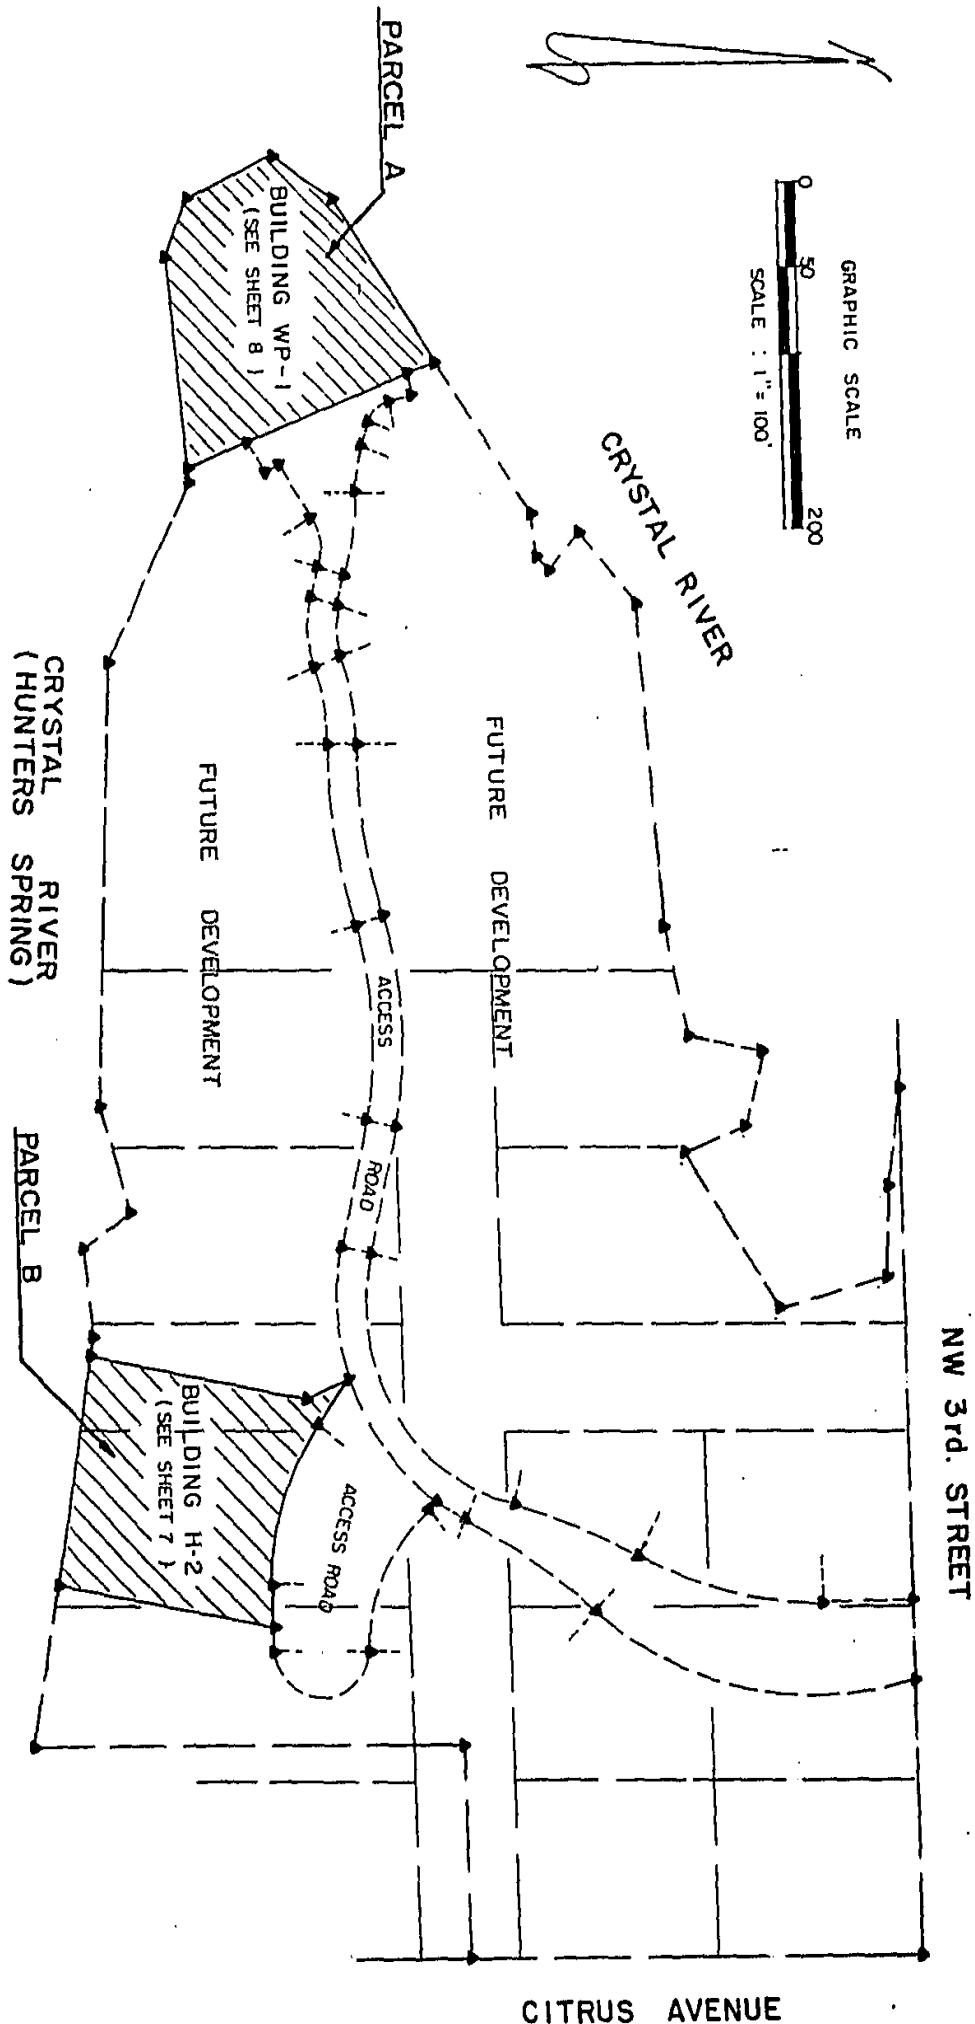 PARCEL A
BUILDING WP-1
(SEE SHEET 8)
0 50 200
GRAPHIC SCALE
SCALE : 1" = 100'
CRYSTAL RIVER
FUTURE DEVELOPMENT
FUTURE DEVELOPMENT
CRYSTAL RIVER
(HUNTERS SPRING)
ACCESS ROAD
PARCEL B
BUILDING H-2
(SEE SHEET 7)
ACCESS ROAD
NW 3rd. STREET
CITRUS AVENUE